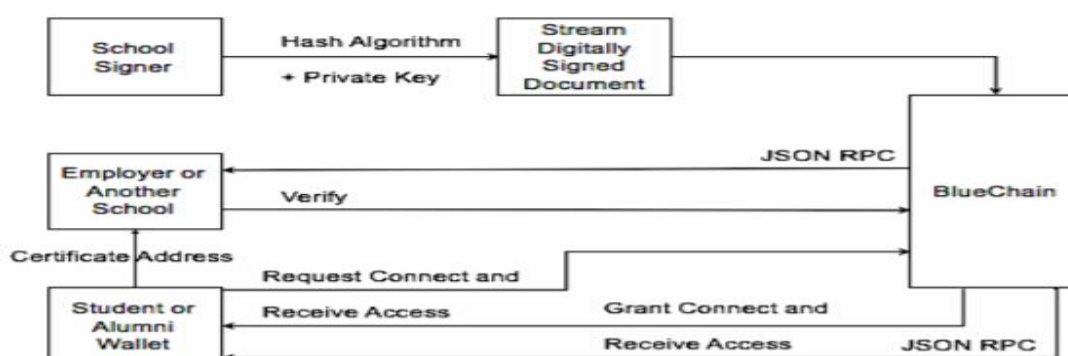 School
Signer
Hash Algorithm
+ Private Key
Stream
Digitally
Signed
Document
JSON RPC
Employer or
Another
School
Verify
BlueChain
Certificate Address
Request Connect and
Receive Access
Student or
Alumni
Wallet
Grant Connect and
Receive Access
JSON RPC